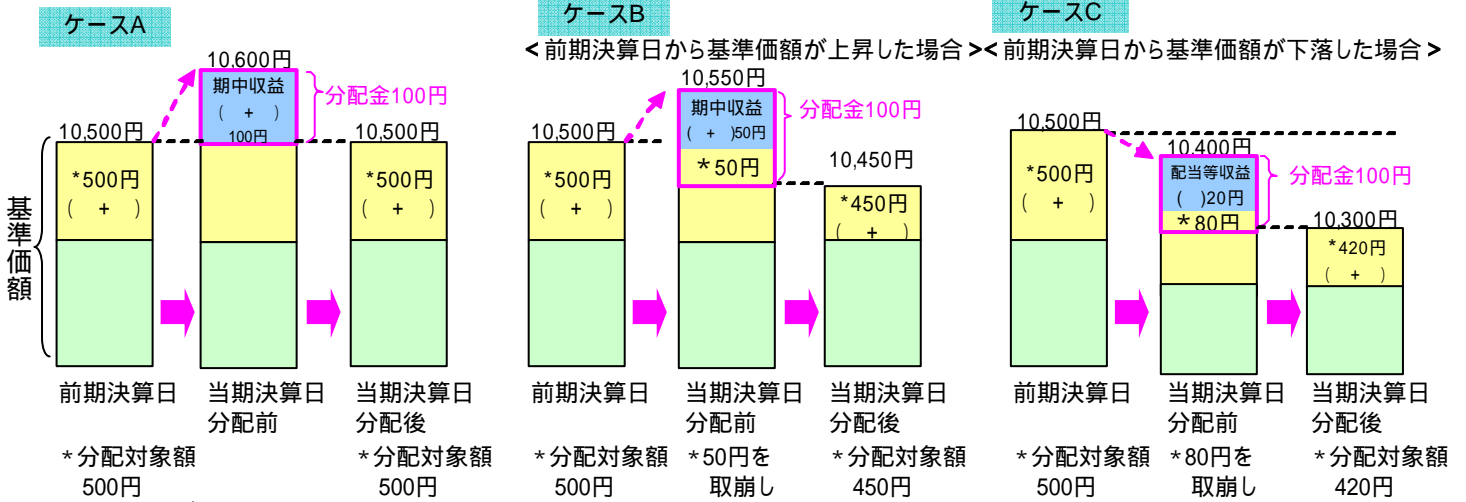 ケースA
10,600円
期中収益
( + )
100円
分配金100円
10,500円
10,500円
*500円
( + )
*500円
( + )
基準価額
前期決算日
当期決算日
分配前
当期決算日
分配後
*分配対象額
500円
*分配対象額
500円
ケースB
<前期決算日から基準価額が上昇した場合>
10,550円
期中収益
( + )50円
*50円
分配金100円
10,500円
*500円
( + )
10,450円
*450円
( + )
前期決算日
当期決算日
分配前
当期決算日
分配後
*分配対象額
500円
*50円を
取崩し
*分配対象額
450円
ケースC
<前期決算日から基準価額が下落した場合>
10,500円
*500円
( + )
10,400円
配当等収益
( )20円
*80円
分配金100円
10,300円
*420円
( + )
前期決算日
当期決算日
分配前
当期決算日
分配後
*分配対象額
500円
*80円を
取崩し
*分配対象額
420円